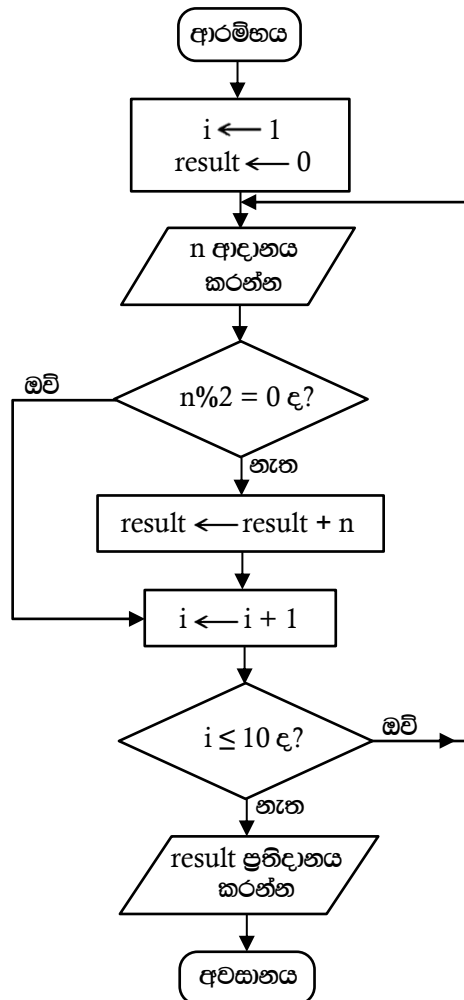 ආරම්භය
i ← 1
result ← 0
n ආදානය
කරන්න
ඔව්
n%2 = 0 ද?
නැත
result ← result + n
i ← i + 1
i ≤ 10 ද?
ඔව්
නැත
result ප්‍රතිදානය
කරන්න
අවසානය